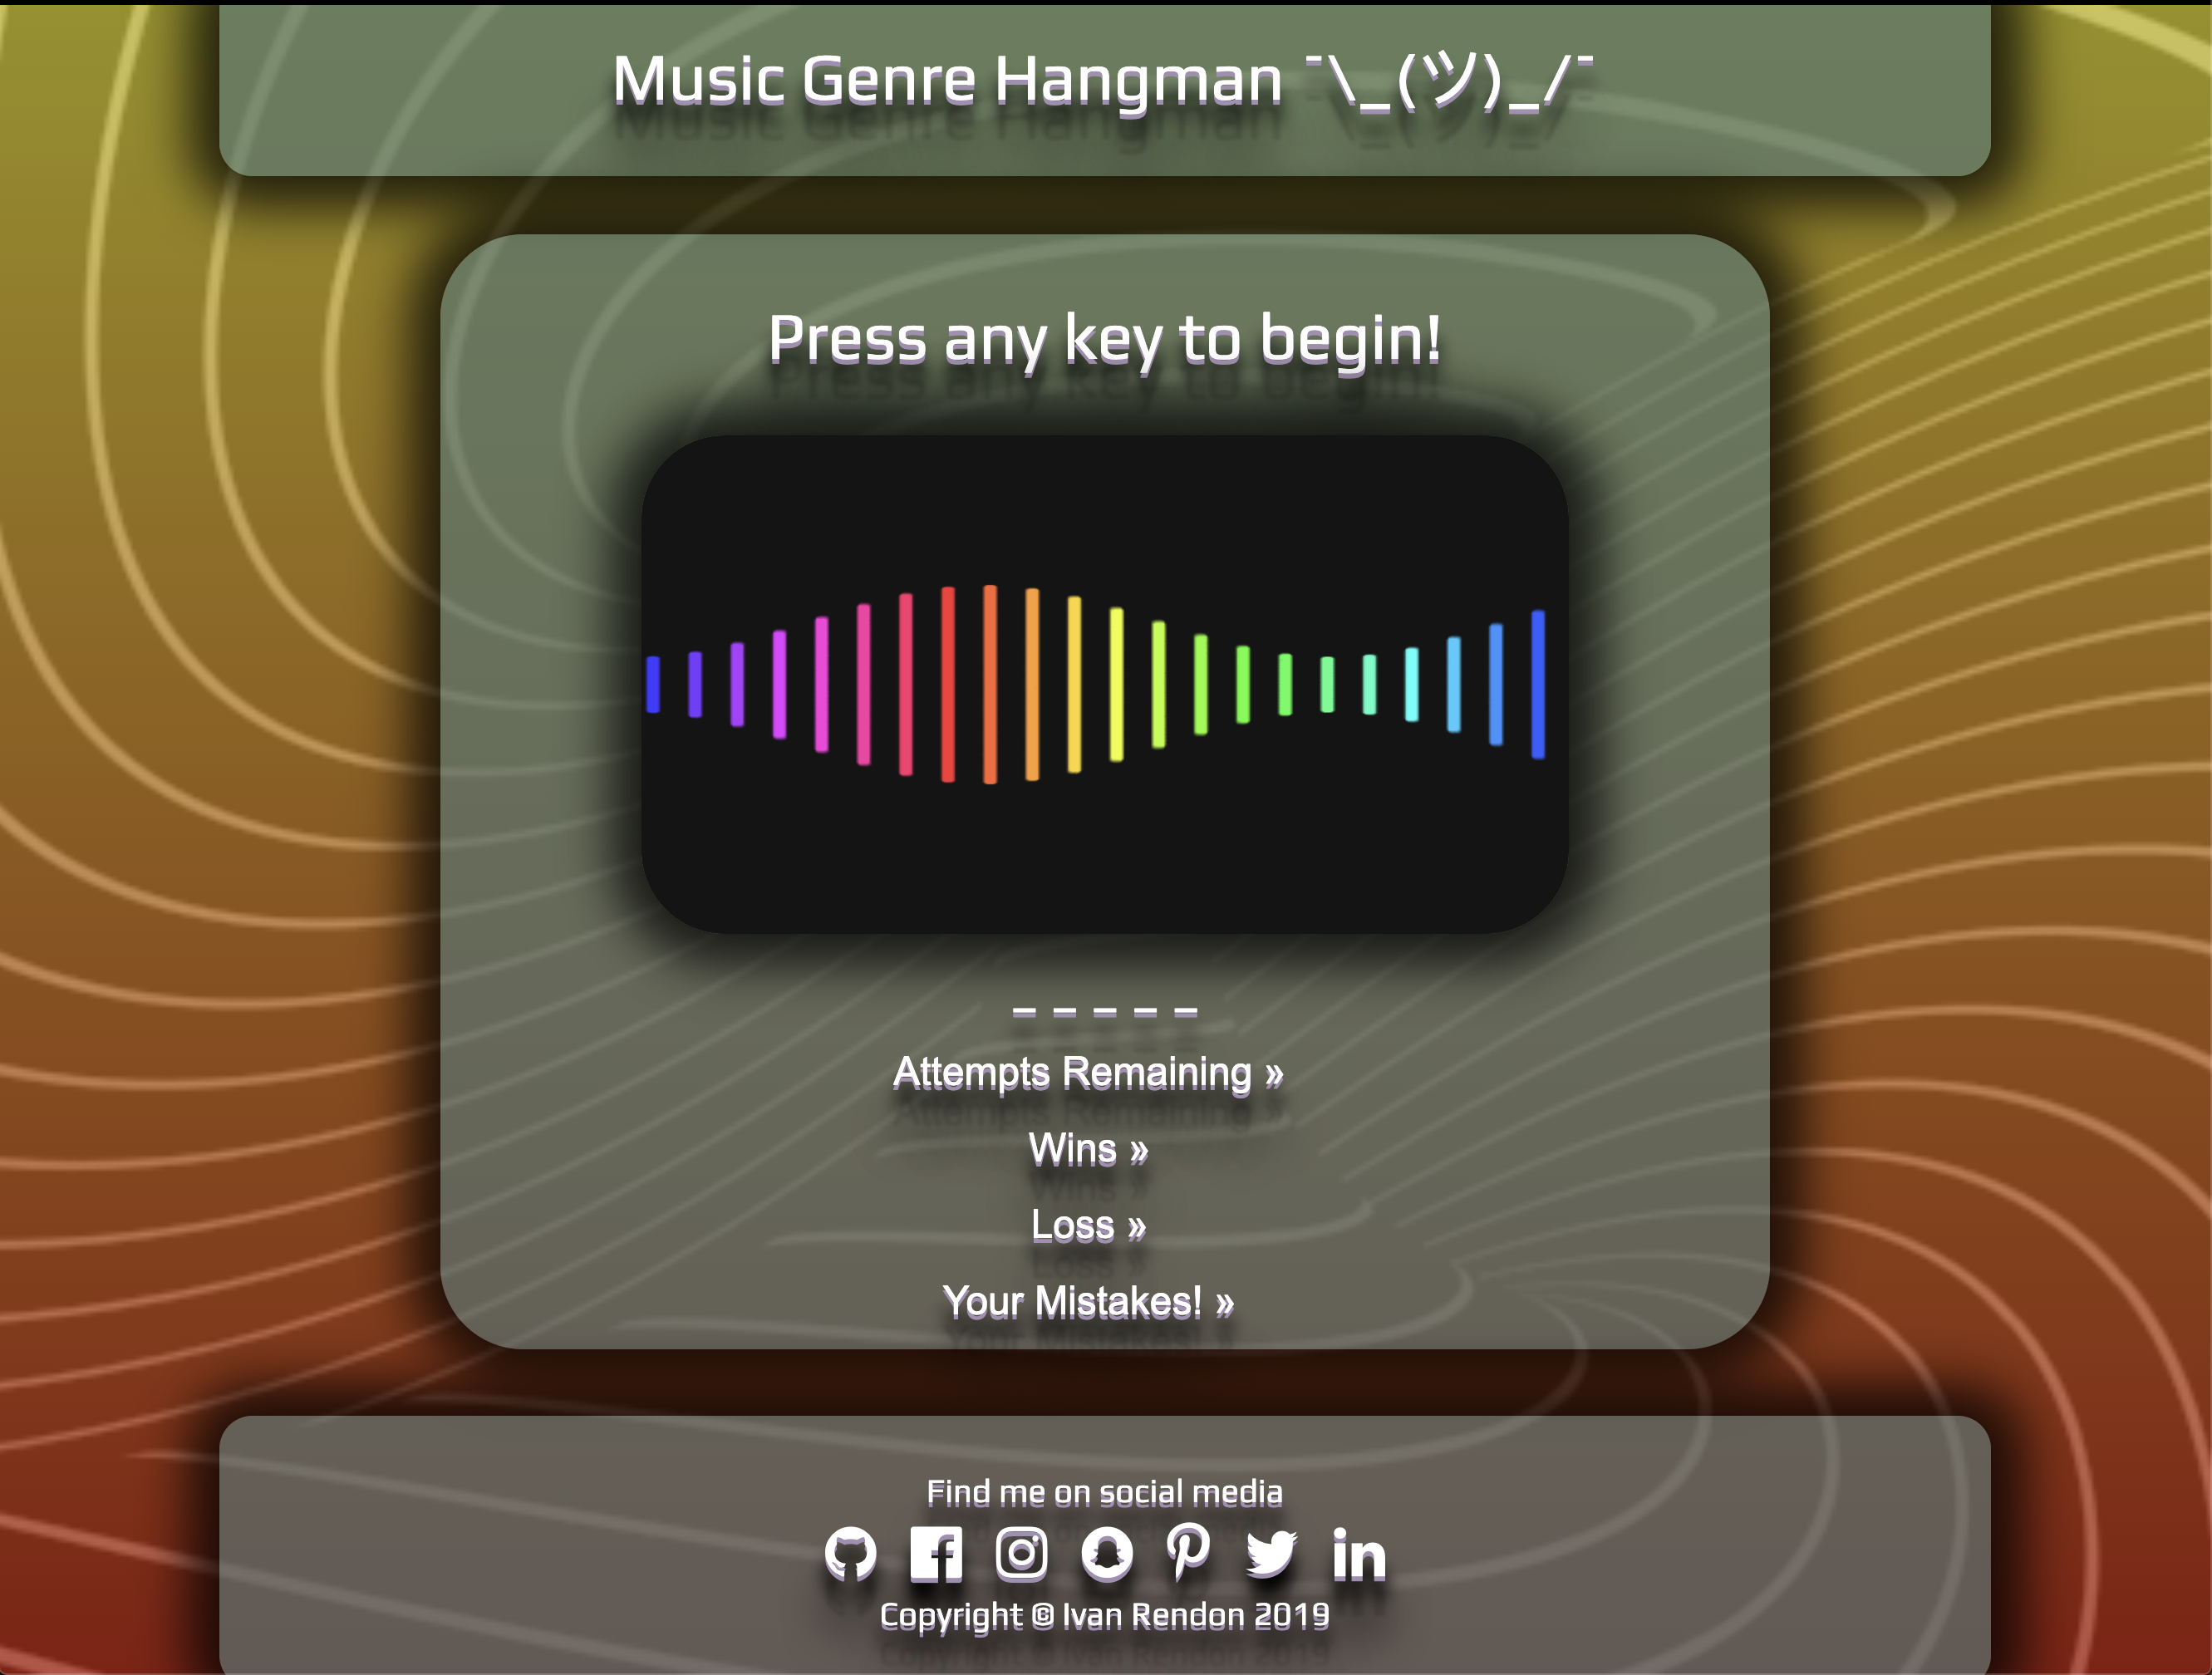 Music Genre Hangman ¯\_(ツ)_/¯
Press any key to begin!
_ _ _ _ _
Attempts Remaining »
Wins »
Loss »
Your Mistakes! »
Find me on social media
Copyright © Ivan Rendon 2019